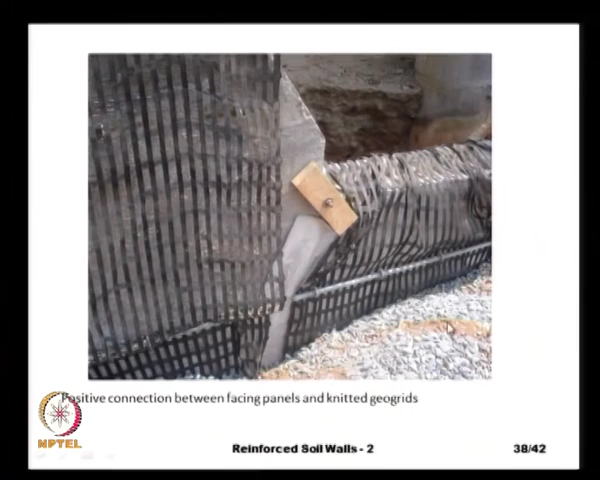 Positive connection between facing panels and knitted geogrids
NPTEL
Reinforced Soil Walls - 2
38/42